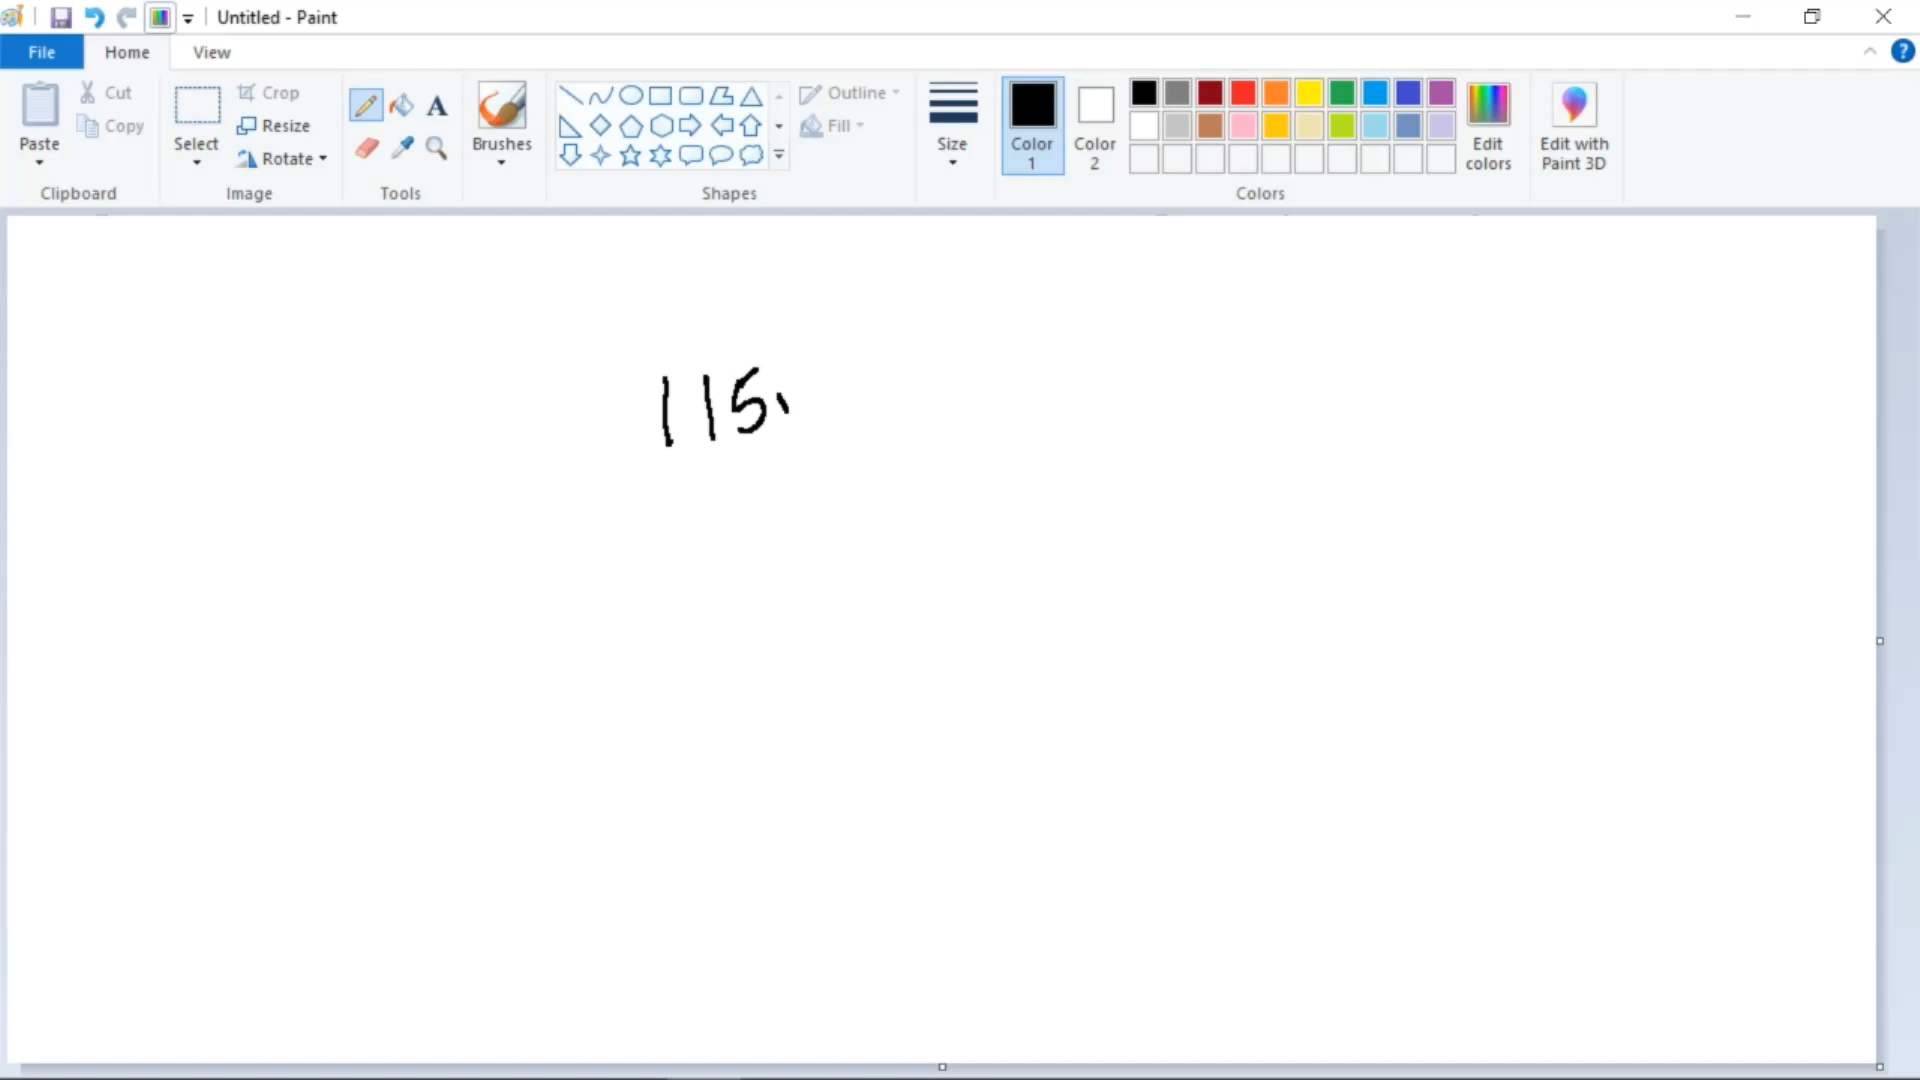 Untitled - Paint
File Home View
Paste
Cut
Copy
Clipboard
Select
Crop
Resize
Rotate
Image
Tools
Brushes
Shapes
Outline
Fill
Size
Color 1
Color 2
Colors
Edit colors
Edit with Paint 3D
115